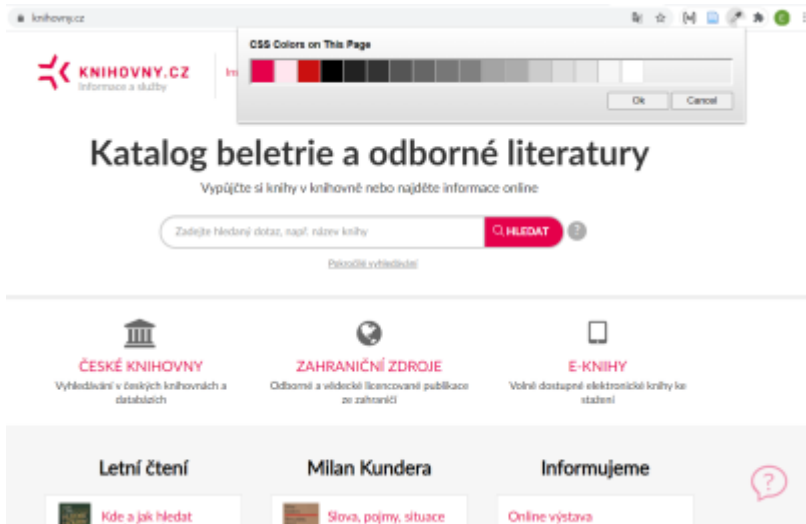 knihovny.cz
CSS Colors on This Page
Ok
Cancel
KNIHOVNY.CZ
Informace a služby
Katalog beletrie a odborné literatury
Vypůjčte si knihy v knihovně nebo najděte informace online
Zadejte hledaný dotaz, např. název knihy
HLEDAT
?
Pokročilé vyhledávání
ČESKÉ KNIHOVNY
Vyhledávání v českých knihovnách a
databázích
ZAHRANIČNÍ ZDROJE
Odborné a vědecké licencované publikace
ze zahraničí
E-KNIHY
Volně dostupné elektronické knihy ke
stažení
Letní čtení
Milan Kundera
Informujeme
?
Kde a jak hledat
Slova, pojmy, situace
Online výstava